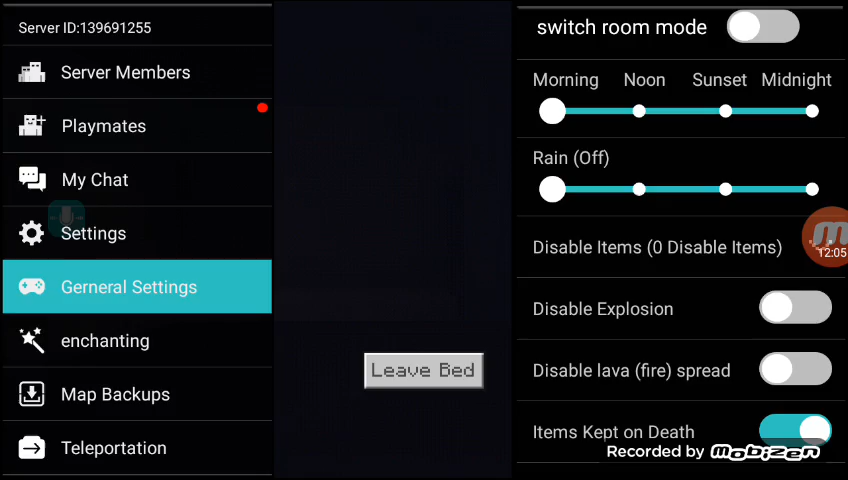 Server ID:139691255
Server Members
Playmates
My Chat
Settings
Gerneral Settings
enchanting
Map Backups
Teleportation
Leave Bed
switch room mode
Morning Noon Sunset Midnight
Rain (Off)
Disable Items (0 Disable Items)
12:05
Disable Explosion
Disable lava (fire) spread
Items Kept on Death
Recorded by Mobizen